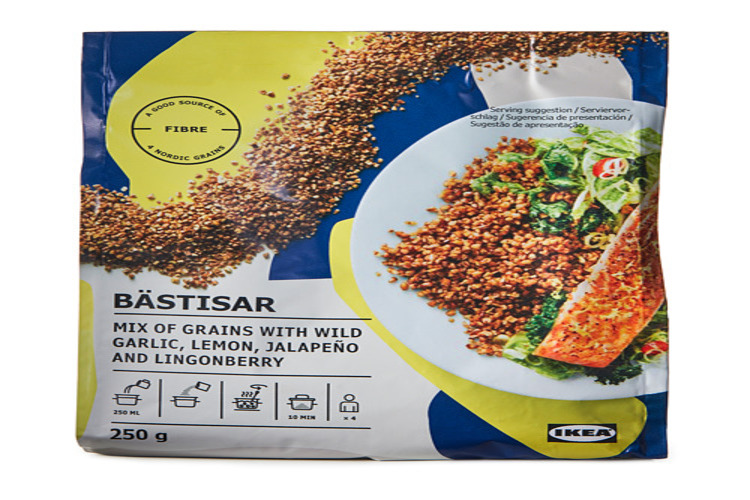 A GOOD SOURCE OF
FIBRE
4 NORDIC GRAINS
Serving suggestion / Serviervor-
schlag / Sugerencia de presentación /
Sugestão de apresentação
BÄSTISAR
MIX OF GRAINS WITH WILD
GARLIC, LEMON, JALAPEÑO
AND LINGONBERRY
250 ML
10 MIN
x 4
250 g
IKEA